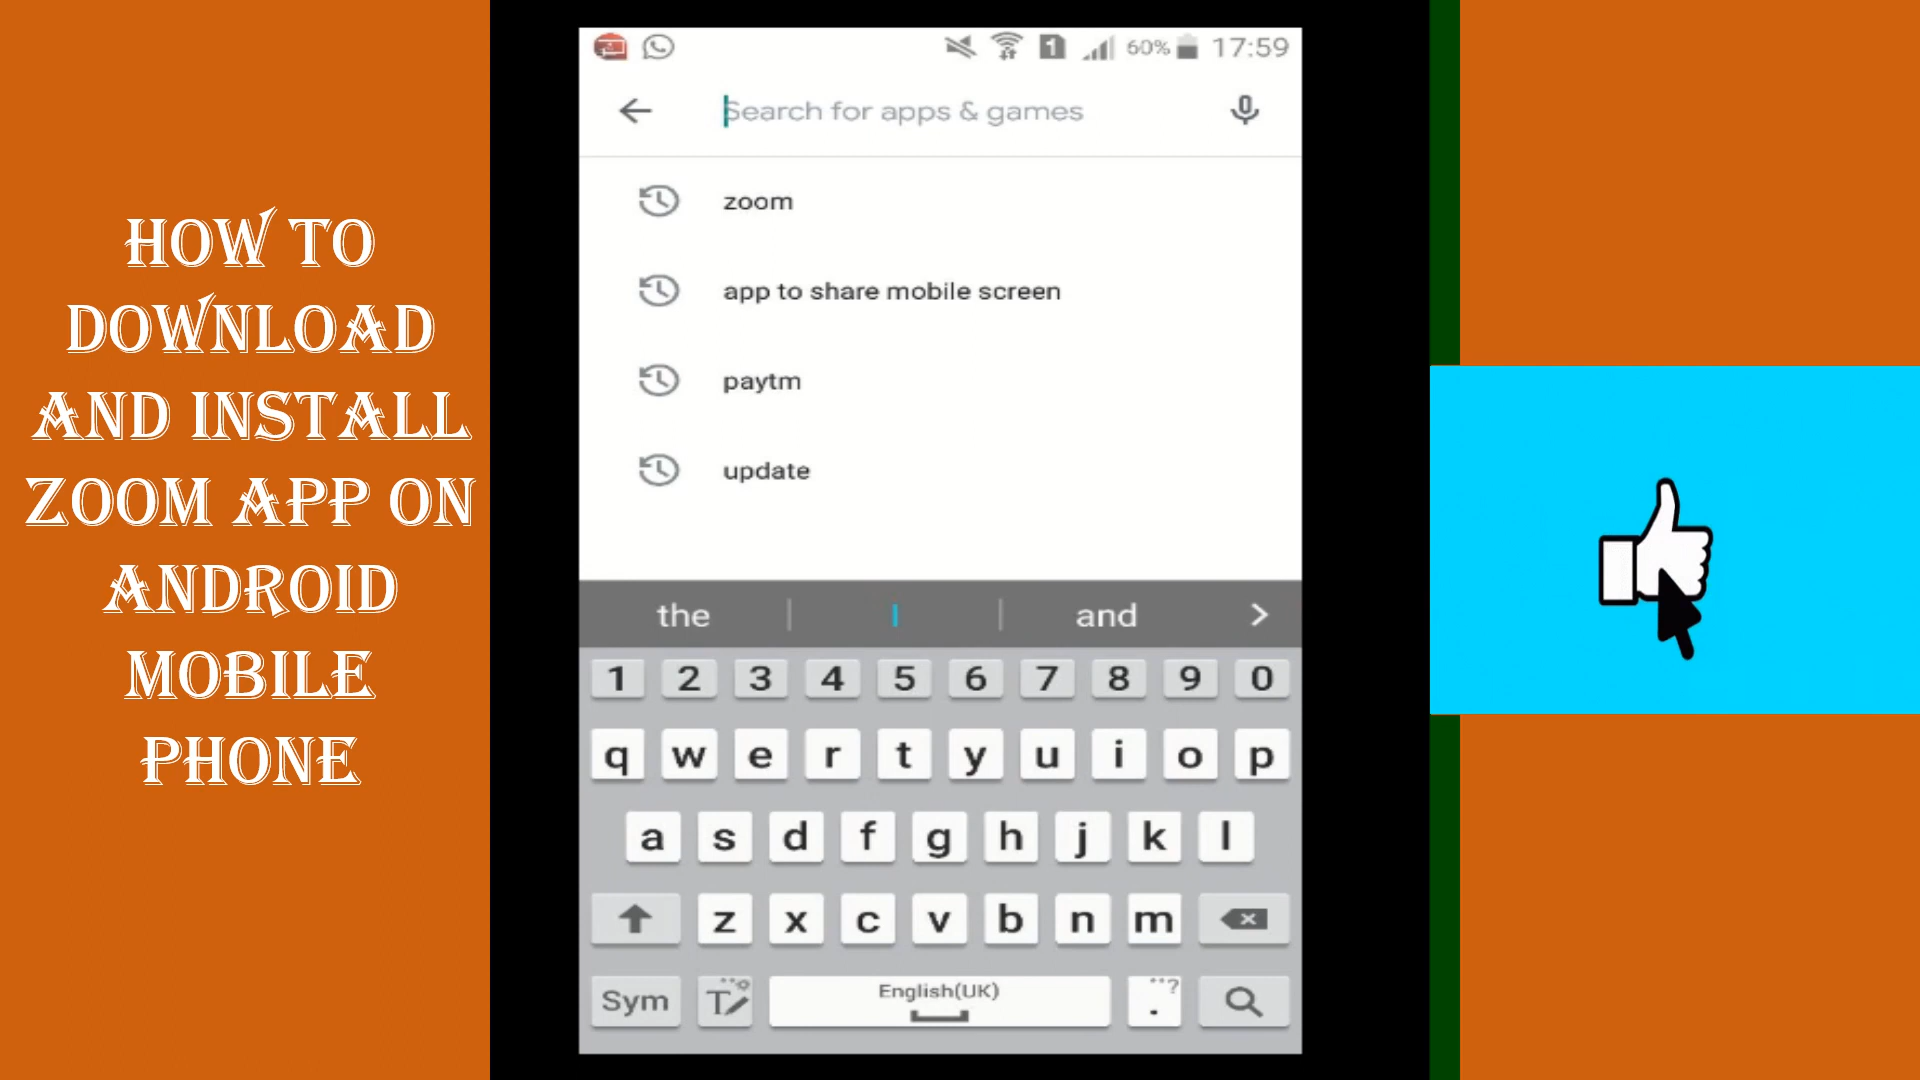 HOW TO
DOWNLOAD
AND INSTALL
ZOOM APP ON
ANDROID
MOBILE
PHONE
1 60% 17:59
Search for apps & games
zoom
app to share mobile screen
paytm
update
the I and >
1 2 3 4 5 6 7 8 9 0
q w e r t y u i o p
a s d f g h j k l
z x c v b n m
Sym T English(UK) . ?